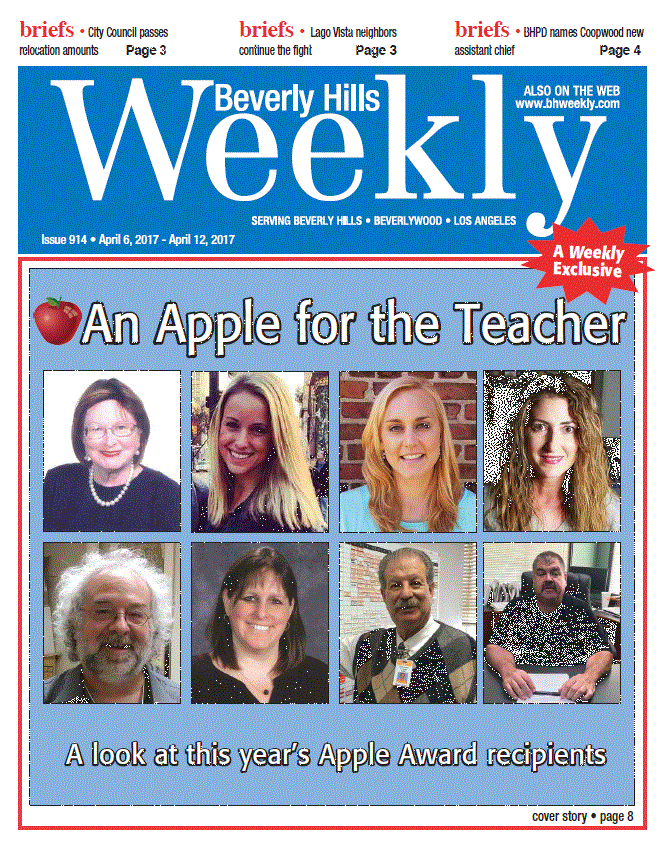 briefs • City Council passes
relocation amounts Page 3
briefs • Lago Vista neighbors
continue the fight Page 3
briefs • BHPD names Coopwood new
assistant chief Page 4
Beverly Hills
Weekly
ALSO ON THE WEB
www.bhweekly.com
SERVING BEVERLY HILLS • BEVERLYWOOD • LOS ANGELES
Issue 914 • April 6, 2017 - April 12, 2017
A Weekly
Exclusive
An Apple for the Teacher
A look at this year's Apple Award recipients
cover story • page 8